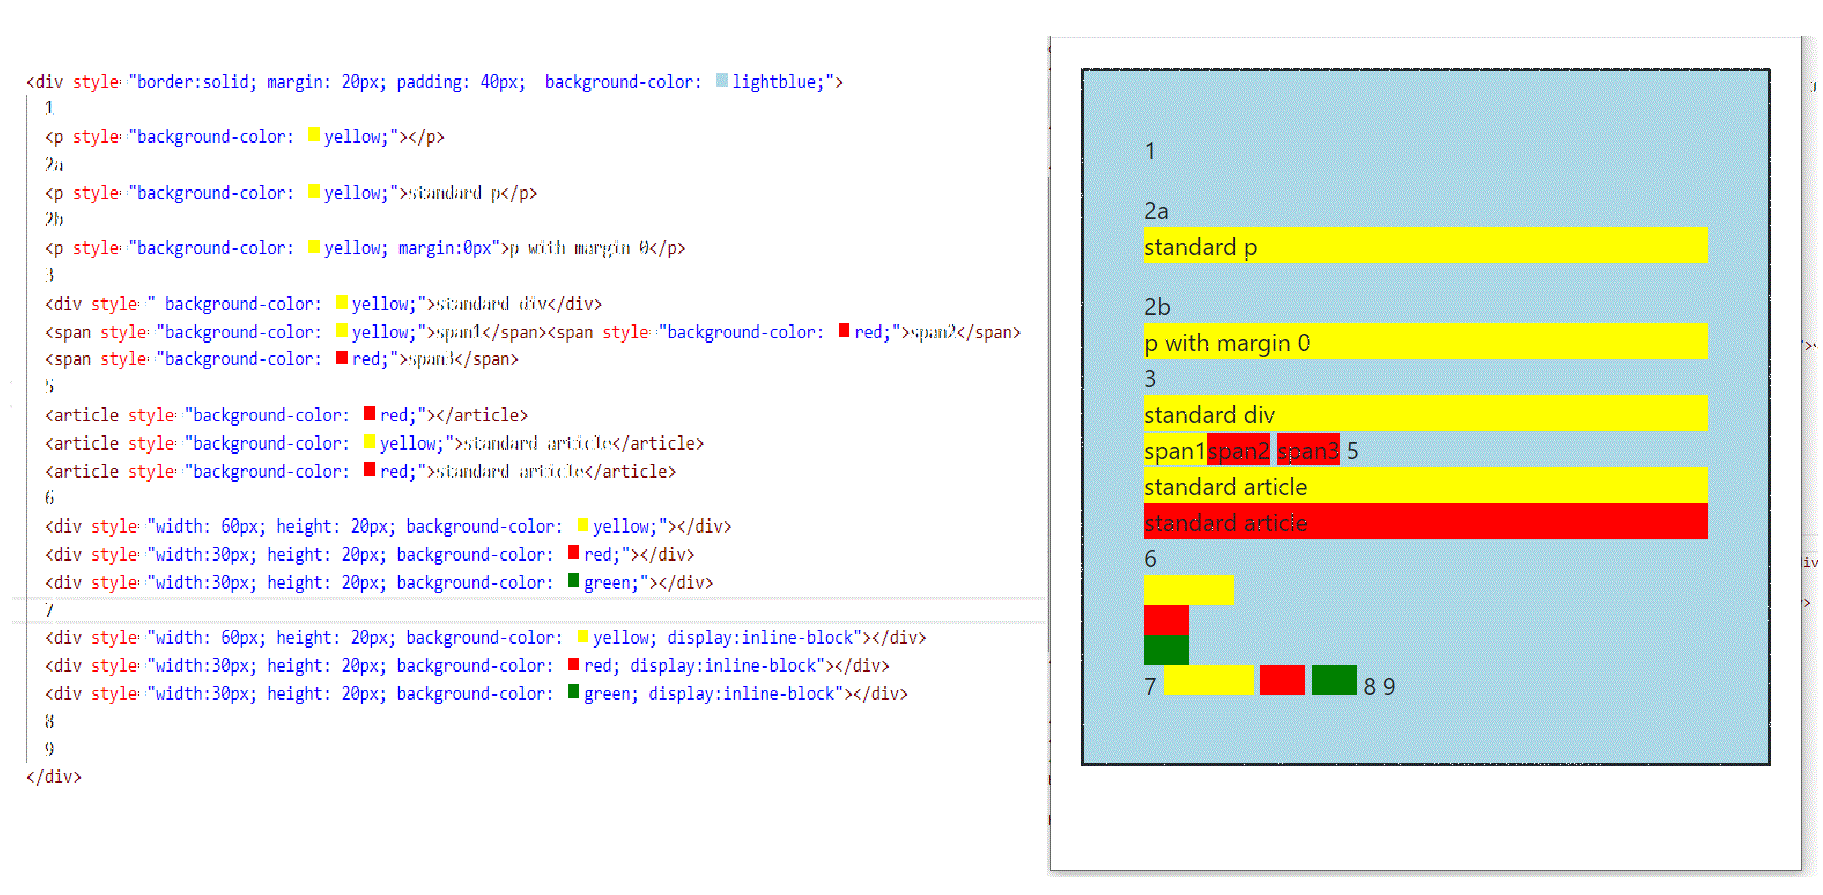 <div style="border:solid; margin: 20px; padding: 40px;  background-color: lightblue;">
1
<p style="background-color: yellow;"></p>
2a
<p style="background-color: yellow;">standard p</p>
2b
<p style="background-color: yellow; margin:0px">p with margin 0</p>
3
<div style=" background-color: yellow;">standard div</div>
<span style="background-color: yellow;">span1</span><span style="background-color: red;">span2</span>
<span style="background-color: red;">span3</span>
5
<article style="background-color: red;"></article>
<article style="background-color: yellow;">standard article</article>
<article style="background-color: red;">standard article</article>
6
<div style="width: 60px; height: 20px; background-color: yellow;"></div>
<div style="width:30px; height: 20px; background-color: red;"></div>
<div style="width:30px; height: 20px; background-color: green;"></div>
7
<div style="width: 60px; height: 20px; background-color: yellow; display:inline-block"></div>
<div style="width:30px; height: 20px; background-color: red; display:inline-block"></div>
<div style="width:30px; height: 20px; background-color: green; display:inline-block"></div>
8
9
</div>
1
2a
standard p
2b
p with margin 0
3
standard div
span1span2 span3 5
standard article
standard article
6
7 8 9